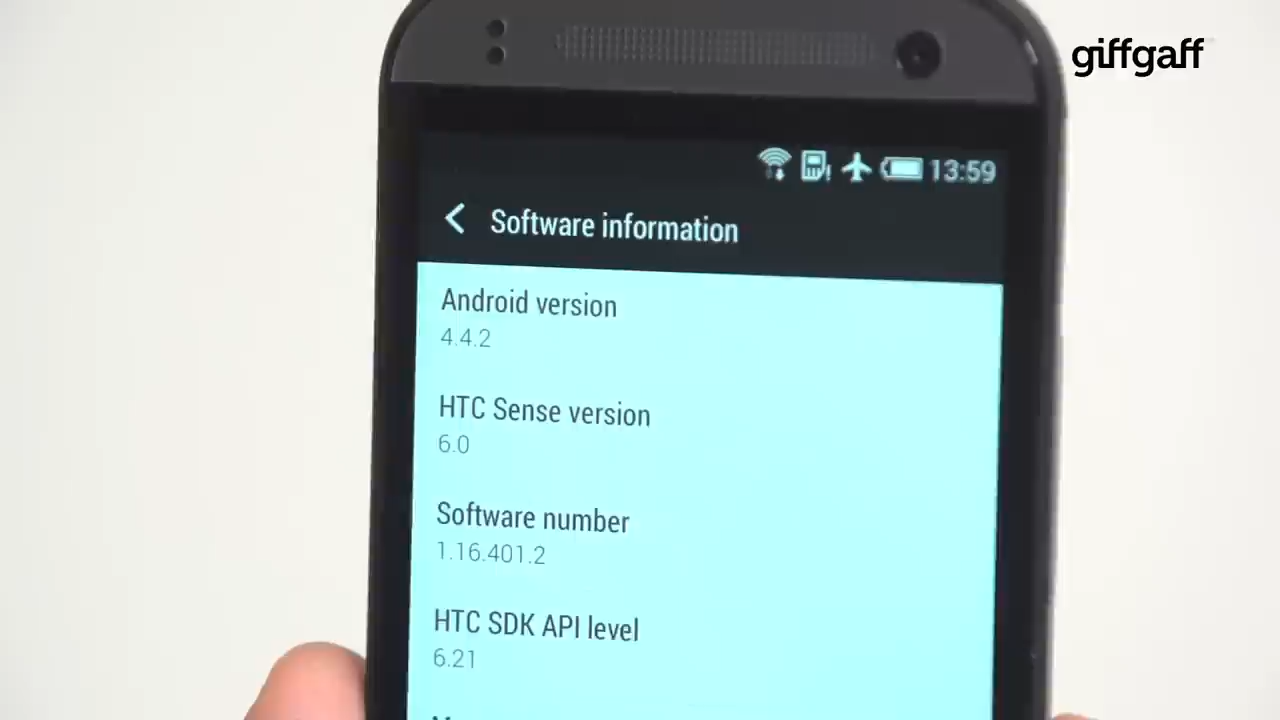 giffgaff
13:59
Software information
Android version
4.4.2
HTC Sense version
6.0
Software number
1.16.401.2
HTC SDK API level
6.21